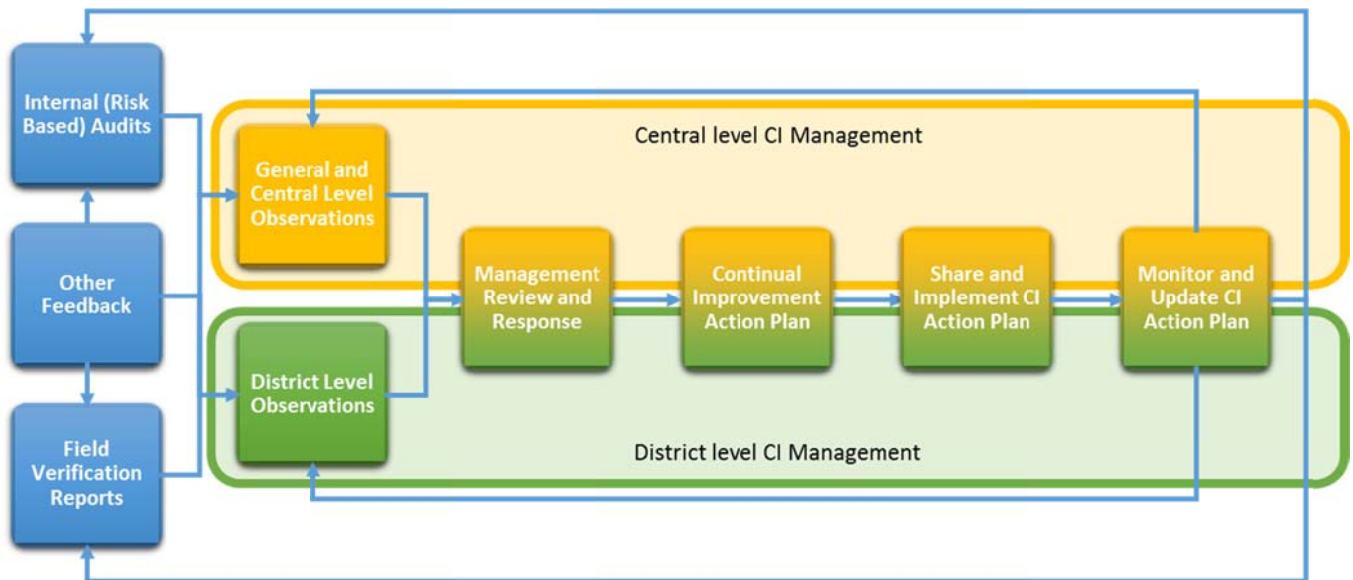 Internal (Risk
Based) Audits
Other
Feedback
Field
Verification
Reports
Central level CI Management
General and
Central Level
Observations
District Level
Observations
Management
Review and
Response
Continual
Improvement
Action Plan
Share and
Implement CI
Action Plan
Monitor and
Update CI
Action Plan
District level CI Management